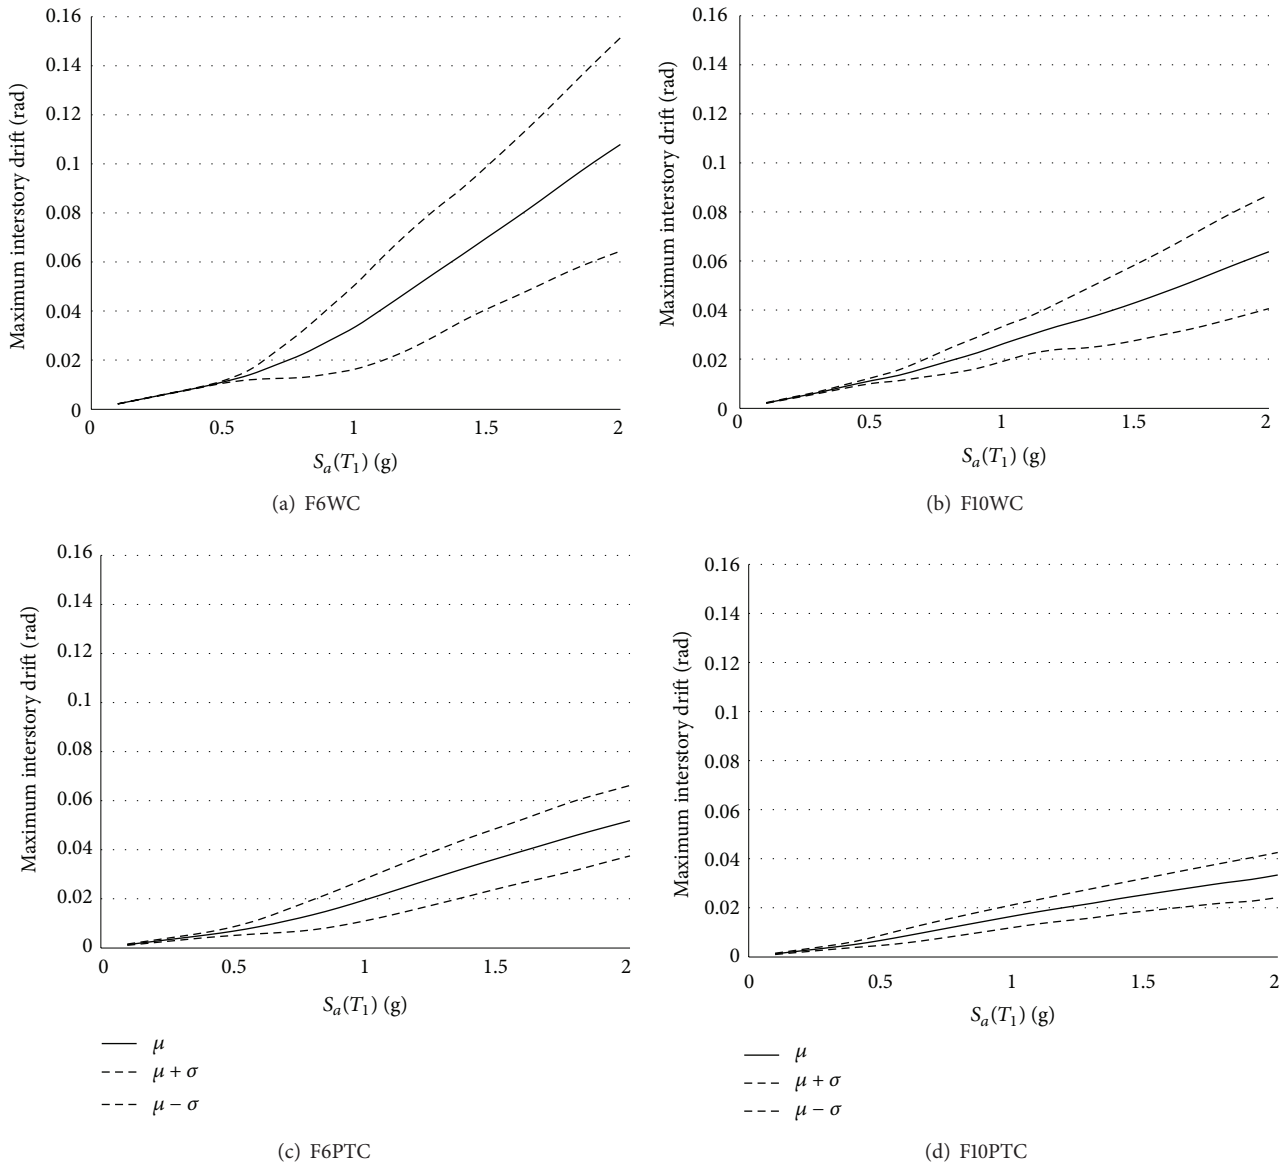 0.16
0.14
0.12
0.1
0.08
0.06
0.04
0.02
0
Maximum interstory drift (rad)
0 0.5 1 1.5 2
Sₐ(T₁) (g)
(a) F6WC
0.16
0.14
0.12
0.1
0.08
0.06
0.04
0.02
0
Maximum interstory drift (rad)
0 0.5 1 1.5 2
Sₐ(T₁) (g)
(b) F10WC
0.16
0.14
0.12
0.1
0.08
0.06
0.04
0.02
0
Maximum interstory drift (rad)
0 0.5 1 1.5 2
Sₐ(T₁) (g)
μ
μ + σ
μ − σ
(c) F6PTC
0.16
0.14
0.12
0.1
0.08
0.06
0.04
0.02
0
Maximum interstory drift (rad)
0 0.5 1 1.5 2
Sₐ(T₁) (g)
μ
μ + σ
μ − σ
(d) F10PTC